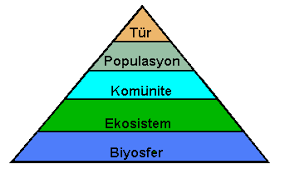 Tür
Populasyon
Komünite
Ekosistem
Biyosfer